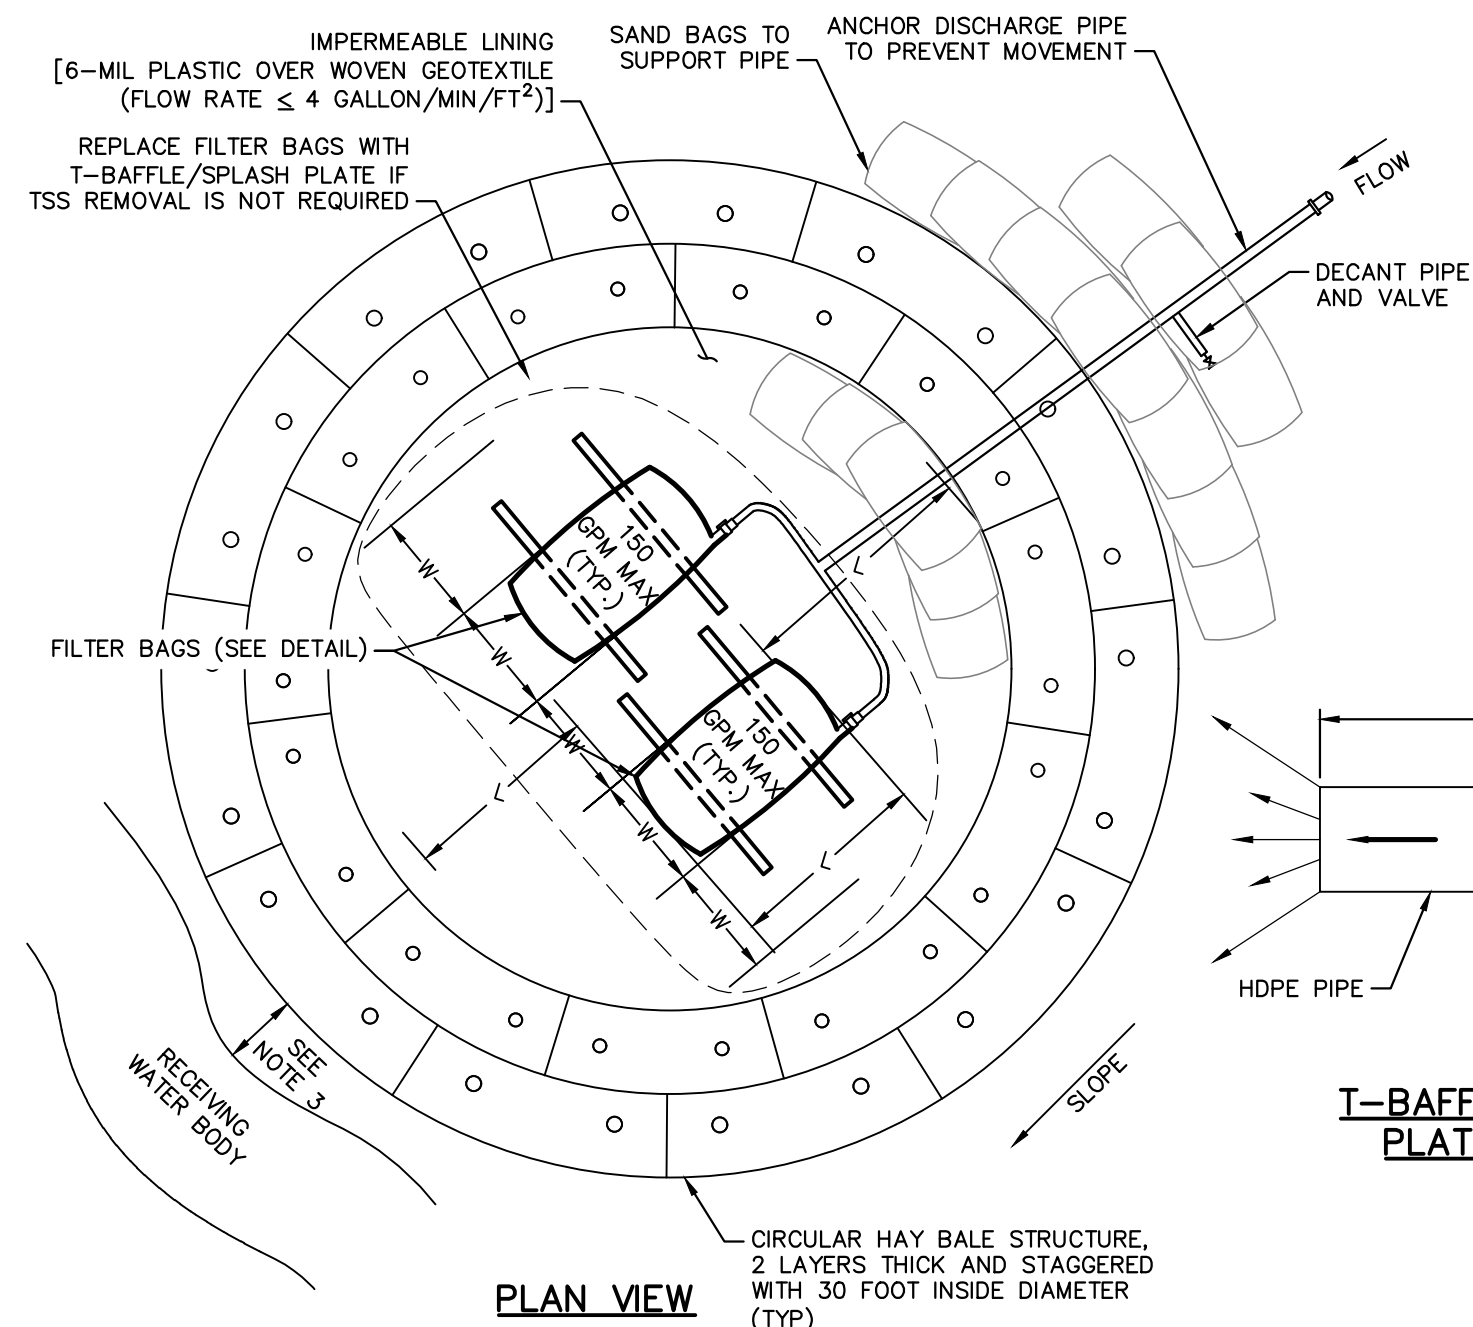 IMPERMEABLE LINING
[6-MIL PLASTIC OVER WOVEN GEOTEXTILE
(FLOW RATE ≤ 4 GALLON/MIN/FT²)]
SAND BAGS TO
SUPPORT PIPE
ANCHOR DISCHARGE PIPE
TO PREVENT MOVEMENT
REPLACE FILTER BAGS WITH
T-BAFFLE/SPLASH PLATE IF
TSS REMOVAL IS NOT REQUIRED
FLOW
DECANT PIPE
AND VALVE
150
GPM MAX
(TYP.)
W
L
FILTER BAGS (SEE DETAIL)
W
W
L
150
GPM MAX
(TYP.)
W
L
W
HDPE PIPE
SEE
NOTE 3
RECEIVING
WATER BODY
SLOPE
T-BAFF
PLAT
CIRCULAR HAY BALE STRUCTURE,
2 LAYERS THICK AND STAGGERED
WITH 30 FOOT INSIDE DIAMETER
(TYP)
PLAN VIEW